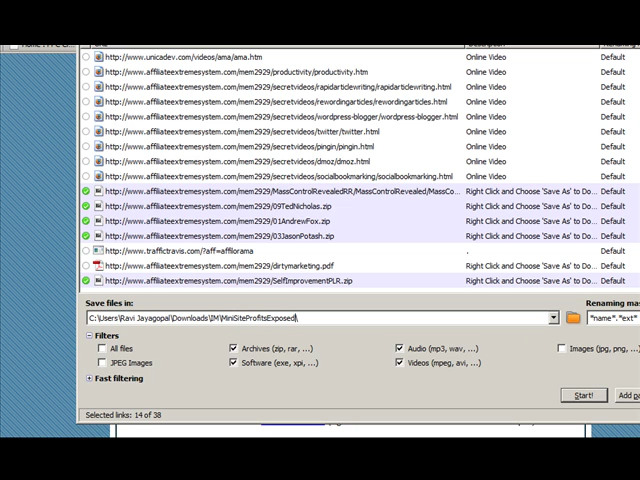 Description
http://www.unicadev.com/videos/ama/ama.htm Online Video Default
http://www.affiliateextremesystem.com/mem2929/productivity/productivity.htm Online Video Default
http://www.affiliateextremesystem.com/mem2929/secretvideos/rapidarticlewriting.html Online Video Default
http://www.affiliateextremesystem.com/mem2929/secretvideos/rewordingarticles/rewordingarticles.html Online Video Default
http://www.affiliateextremesystem.com/mem2929/secretvideos/wordpress-blogger/wordpress-blogger.html Online Video Default
http://www.affiliateextremesystem.com/mem2929/secretvideos/twitter/twitter.html Online Video Default
http://www.affiliateextremesystem.com/mem2929/secretvideos/pingin/pingin.html Online Video Default
http://www.affiliateextremesystem.com/mem2929/secretvideos/dmoz/dmoz.html Online Video Default
http://www.affiliateextremesystem.com/mem2929/secretvideos/socialbookmarking.html Online Video Default
http://www.affiliateextremesystem.com/mem2929/MassControlRevealedRR/MassControlRevealed/MassCo... Right Click and Choose 'Save As' to Do... Default
http://www.affiliateextremesystem.com/mem2929/09TedNicholas.zip Right Click and Choose 'Save As' to Do... Default
http://www.affiliateextremesystem.com/mem2929/01AndrewFox.zip Right Click and Choose 'Save As' to Do... Default
http://www.affiliateextremesystem.com/mem2929/03JasonPotash.zip Right Click and Choose 'Save As' to Do... Default
http://www.traffictravis.com/?aff=affilorama . Default
http://www.affiliateextremesystem.com/mem2929/dirtymarketing.pdf Right Click and Choose 'Save As' to Do... Default
http://www.affiliateextremesystem.com/mem2929/SelfImprovementPLR.zip Right Click and Choose 'Save As' to Do... Default
Save files in: Renaming mas
C:\Users\Ravi Jayagopal\Downloads\IM\MiniSiteProfitsExposed\ *name*.*ext*
Filters
All files Archives (zip, rar, ...) Audio (mp3, wav, ...) Images (jpg, png, ...)
JPEG Images Software (exe, xpi, ...) Videos (mpeg, avi, ...)
Fast filtering
Start! Add pa
Selected links: 14 of 38